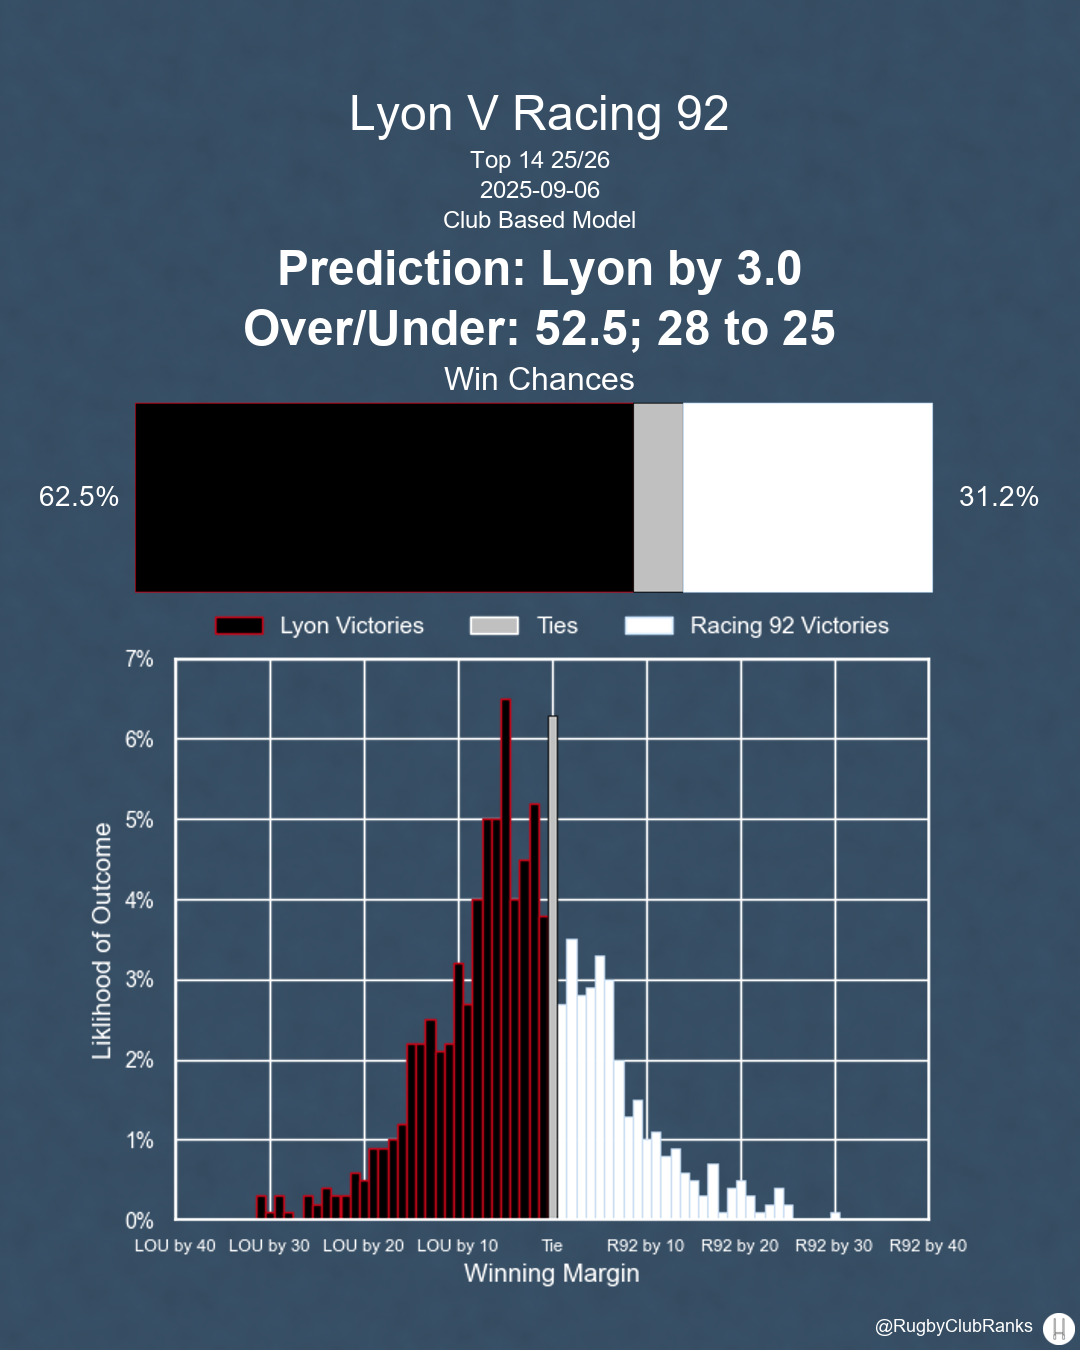 Lyon V Racing 92
Top 14 25/26
2025-09-06
Club Based Model
Prediction: Lyon by 3.0
Over/Under: 52.5; 28 to 25
Win Chances
62.5%
31.2%
Lyon Victories
Ties
Racing 92 Victories
7%
6%
5%
4%
3%
2%
1%
0%
Liklihood of Outcome
LOU by 40
LOU by 30
LOU by 20
LOU by 10
Tie
R92 by 10
R92 by 20
R92 by 30
R92 by 40
Winning Margin
@RugbyClubRanks